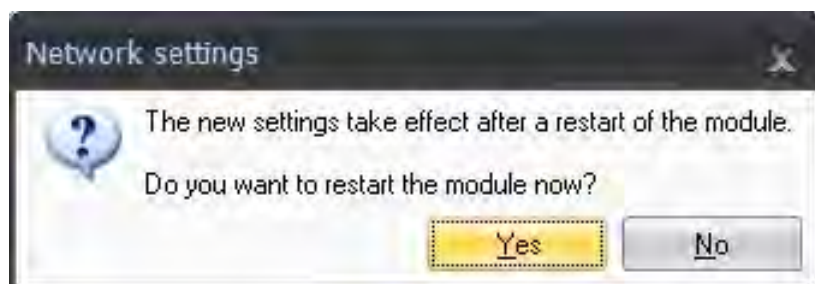 Network settings
The new settings take effect after a restart of the module.
Do you want to restart the module now?
Yes No